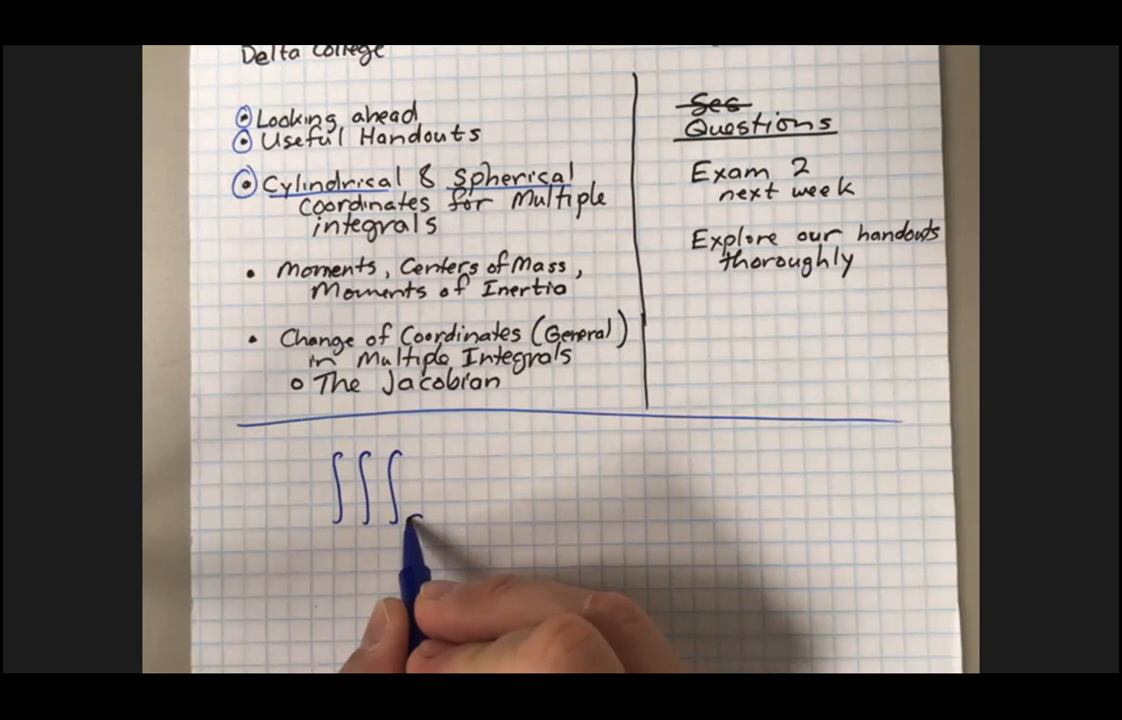 Delta College
Looking ahead
Useful Handouts
Cylindrical & Spherical
coordinates for Multiple
integrals
• Moments, Centers of Mass,
Moments of Inertia
• Change of Coordinates (General)
in Multiple Integrals
o The Jacobian
Ses
Questions
Exam 2
next week
Explore our handouts
thoroughly
∫∫∫